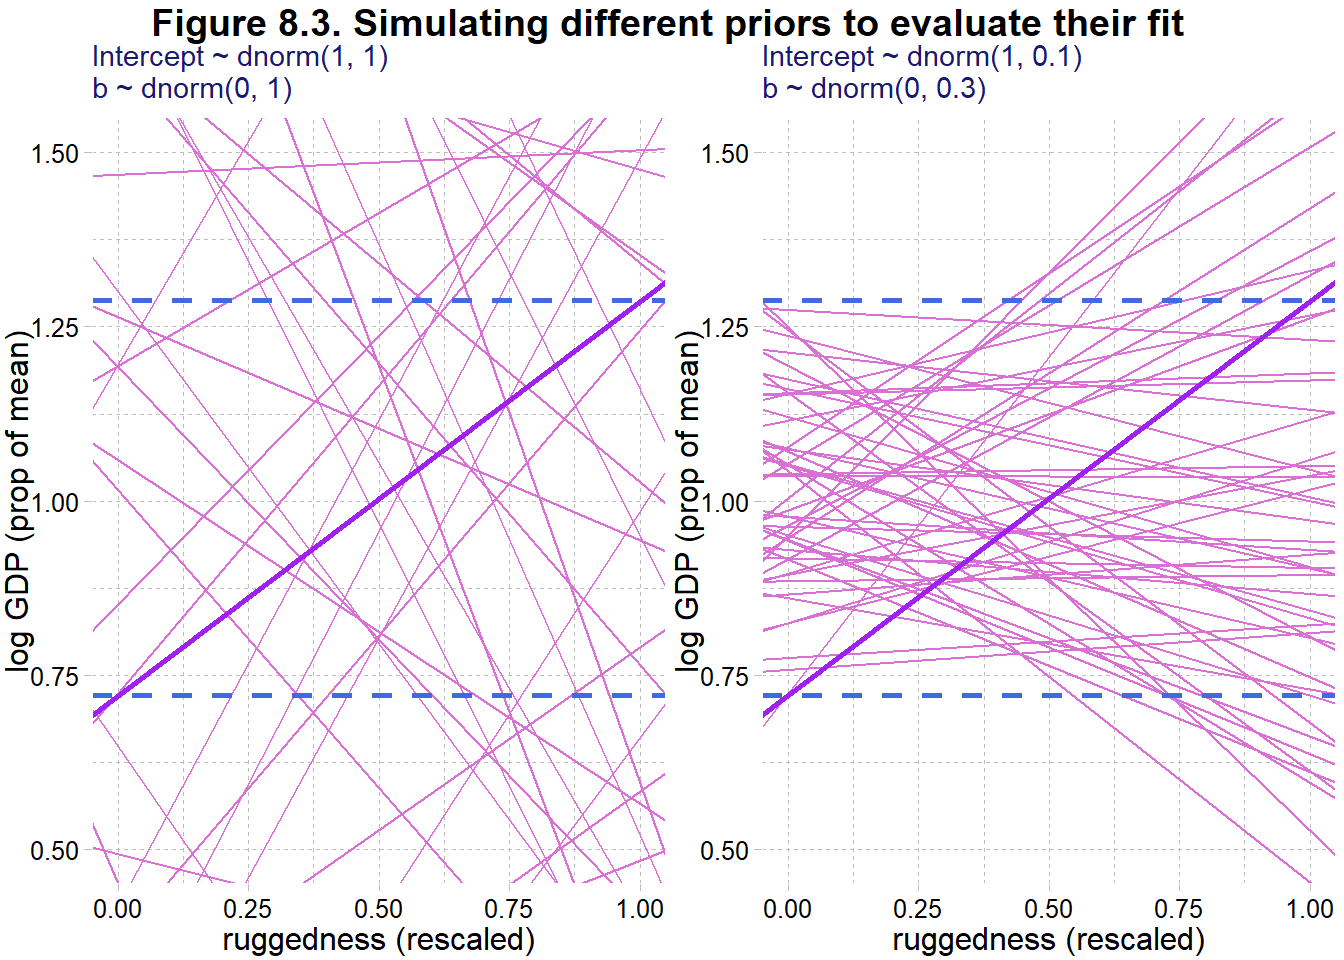 Figure 8.3. Simulating different priors to evaluate their fit
Intercept ~ dnorm(1, 1)
b ~ dnorm(0, 1)
log GDP (prop of mean)
1.50
1.25
1.00
0.75
0.50
0.00 0.25 0.50 0.75 1.00
ruggedness (rescaled)
Intercept ~ dnorm(1, 0.1)
b ~ dnorm(0, 0.3)
log GDP (prop of mean)
1.50
1.25
1.00
0.75
0.50
0.00 0.25 0.50 0.75 1.00
ruggedness (rescaled)